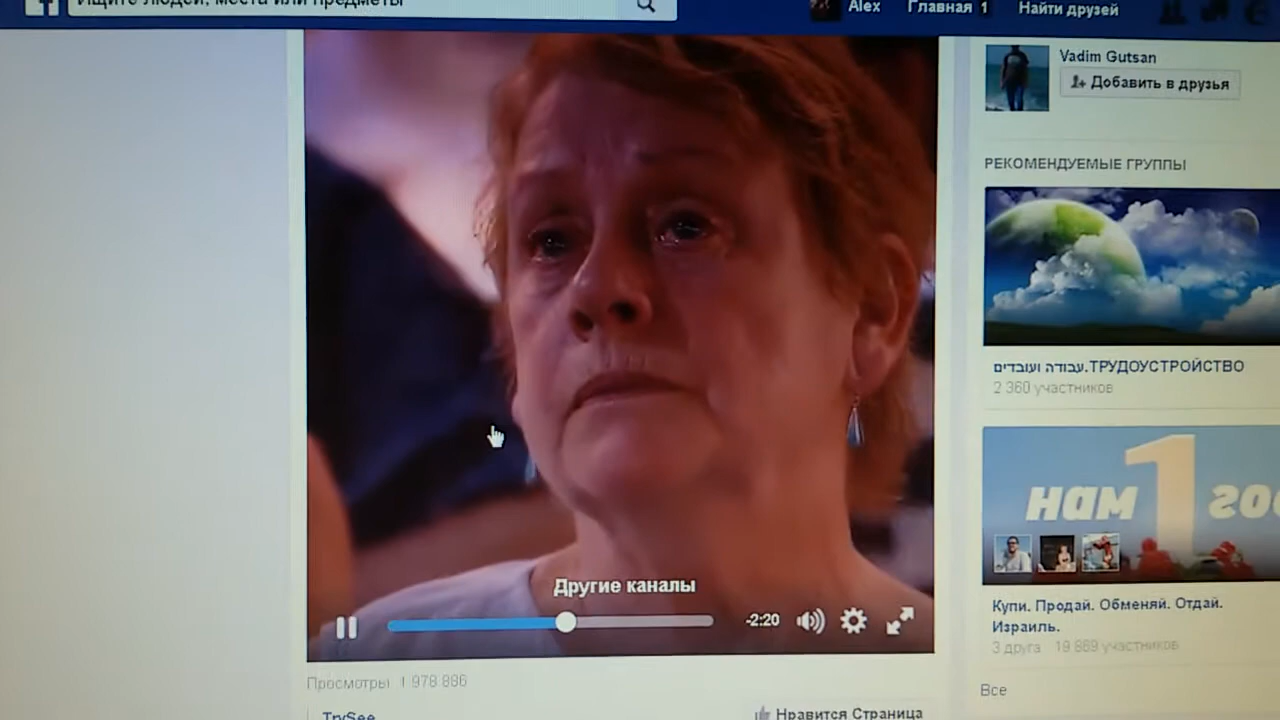 Ищите людей, места или предметы
Alex
Главная 1
Найти друзей
Vadim Gutsan
Добавить в друзья
РЕКОМЕНДУЕМЫЕ ГРУППЫ
עבודה ועובדים.ТРУДОУСТРОЙСТВО
2 360 участников
нам 1
Купи. Продай. Обменяй. Отдай.
Израиль.
3 друга 19 869 участников
Все
Другие каналы
-2:20
Просмотры 1 978 886
TrySee
Нравится Страница